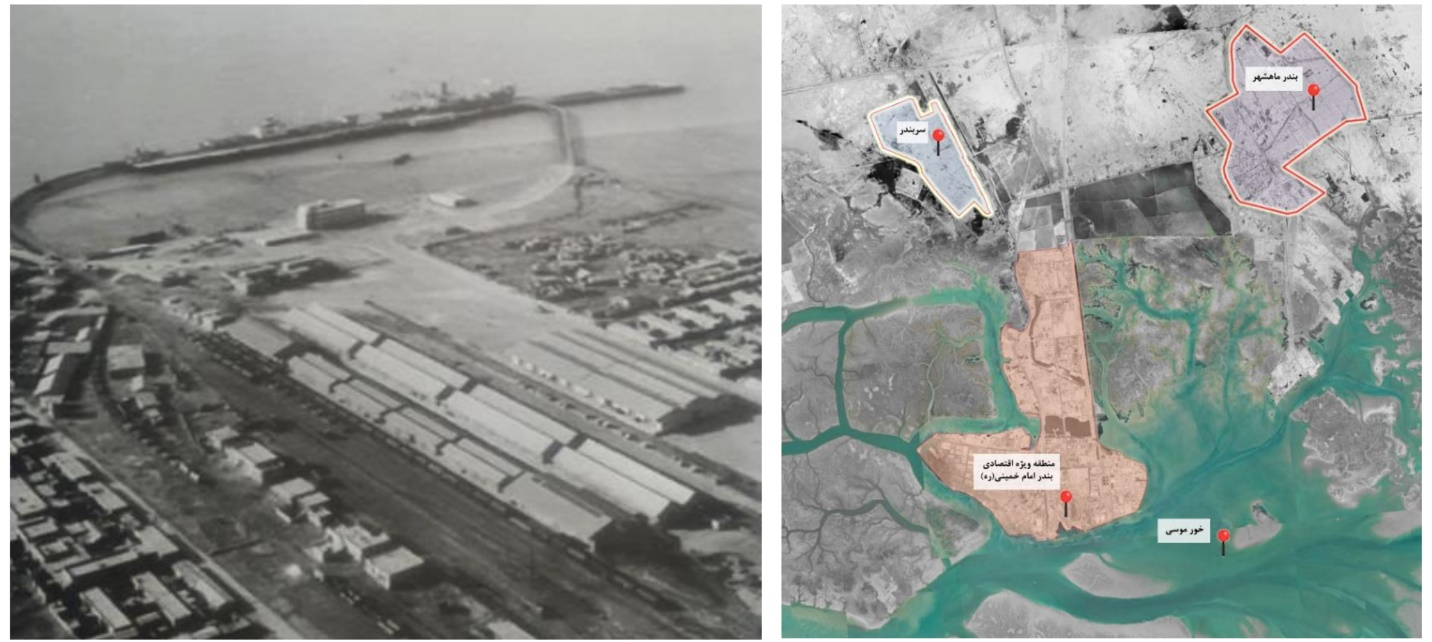 بندر ماهشهر
سربندر
منطقه ویژه اقتصادی
بندر امام خمینی(ره)
خور موسی